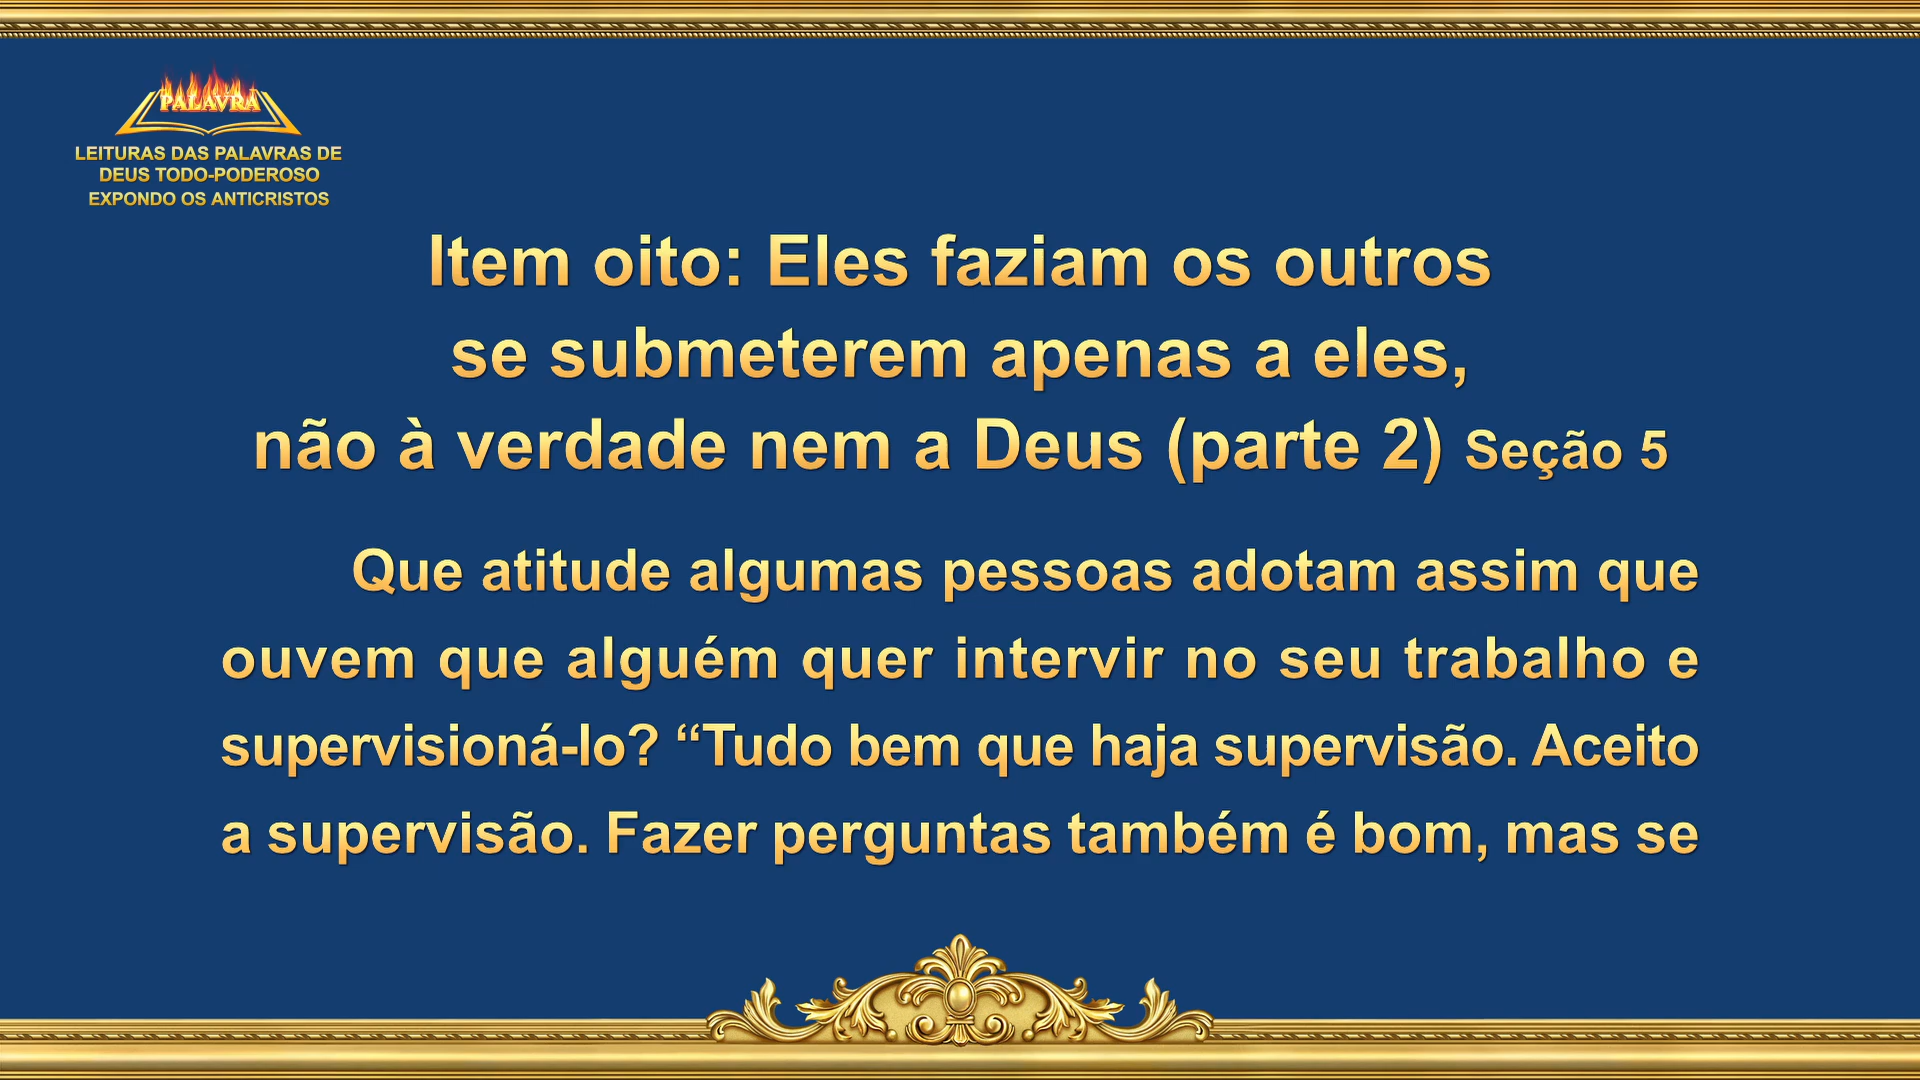 PALAVRA
LEITURAS DAS PALAVRAS DE
DEUS TODO-PODEROSO
EXPONDO OS ANTICRISTOS
Item oito: Eles faziam os outros
se submeterem apenas a eles,
não à verdade nem a Deus (parte 2) Seção 5
Que atitude algumas pessoas adotam assim que
ouvem que alguém quer intervir no seu trabalho e
supervisioná-lo? “Tudo bem que haja supervisão. Aceito
a supervisão. Fazer perguntas também é bom, mas se